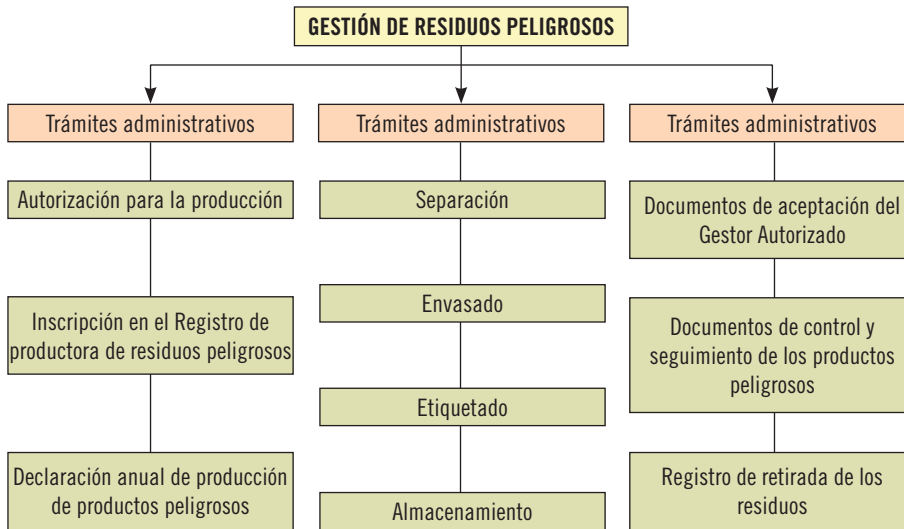 GESTIÓN DE RESIDUOS PELIGROSOS
Trámites administrativos
Autorización para la producción
Inscripción en el Registro de
productora de residuos peligrosos
Declaración anual de producción
de productos peligrosos
Trámites administrativos
Separación
Envasado
Etiquetado
Almacenamiento
Trámites administrativos
Documentos de aceptación del
Gestor Autorizado
Documentos de control y
seguimiento de los productos
peligrosos
Registro de retirada de los
residuos